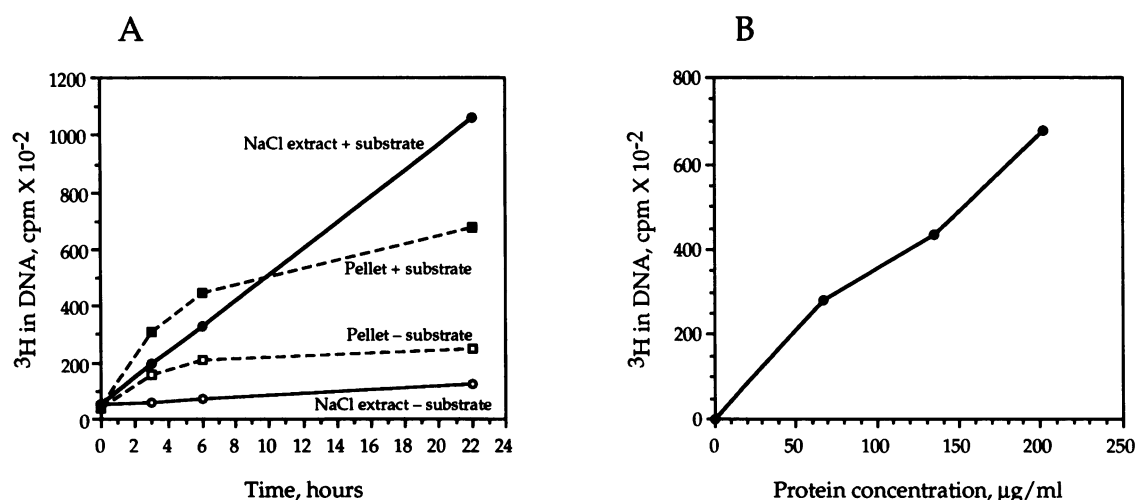 A
B
1200
1000
800
600
400
200
0
³H in DNA, cpm X 10⁻²
NaCl extract + substrate
Pellet + substrate
Pellet – substrate
NaCl extract – substrate
0 2 4 6 8 10 12 14 16 18 20 22 24
Time, hours
800
600
400
200
0
³H in DNA, cpm X 10⁻²
0 50 100 150 200 250
Protein concentration, µg/ml